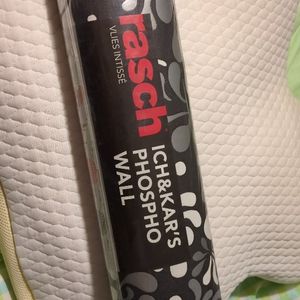 rasch
VLIES INTISSÉ
ICH&KAR'S
PHOSPHO
WALL